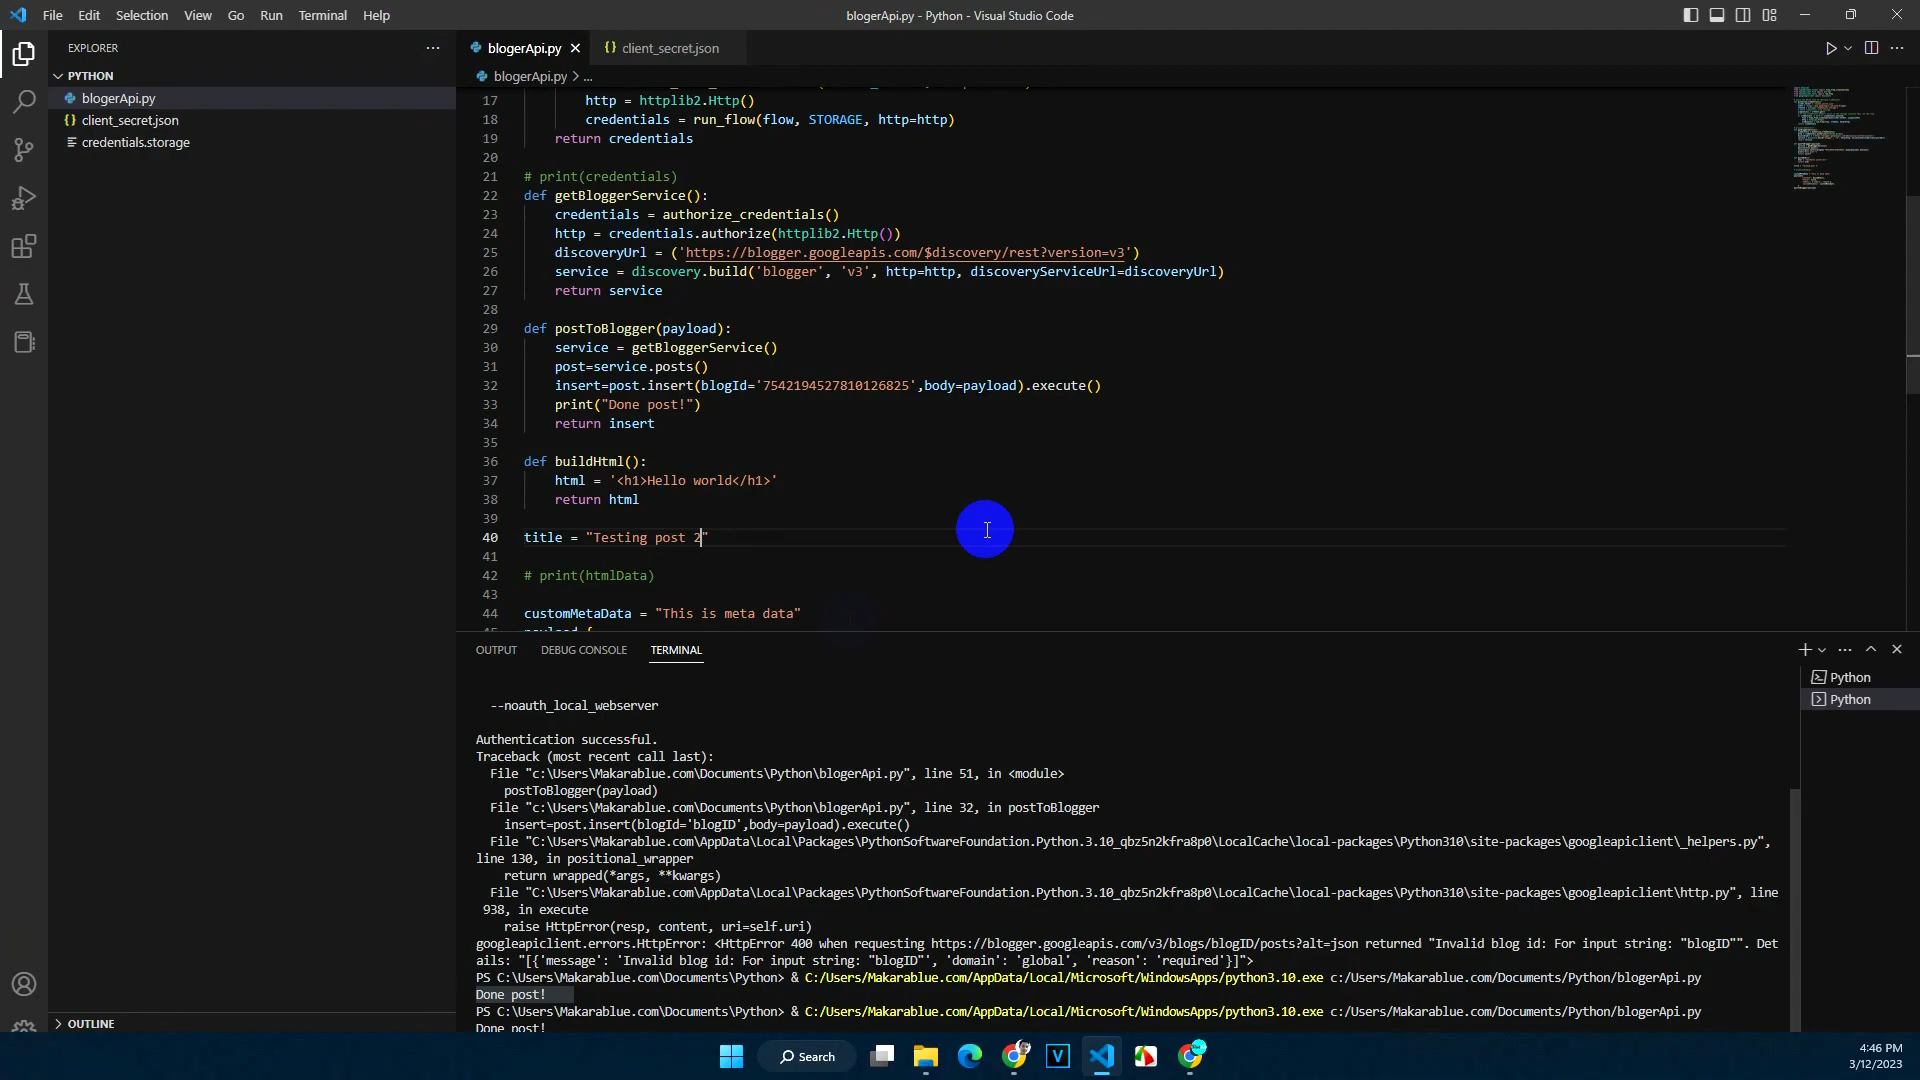 File Edit Selection View Go Run Terminal Help
blogerApi.py - Python - Visual Studio Code
EXPLORER
PYTHON
blogerApi.py
{} client_secret.json
credentials.storage
OUTLINE
blogerApi.py
{} client_secret.json
blogerApi.py > ...
17 http = httplib2.Http()
18 credentials = run_flow(flow, STORAGE, http=http)
19 return credentials
20
21 # print(credentials)
22 def getBloggerService():
23 credentials = authorize_credentials()
24 http = credentials.authorize(httplib2.Http())
25 discoveryUrl = ('https://blogger.googleapis.com/$discovery/rest?version=v3')
26 service = discovery.build('blogger', 'v3', http=http, discoveryServiceUrl=discoveryUrl)
27 return service
28
29 def postToBlogger(payload):
30 service = getBloggerService()
31 post=service.posts()
32 insert=post.insert(blogId='7542194527810126825',body=payload).execute()
33 print("Done post!")
34 return insert
35
36 def buildHtml():
37 html = '<h1>Hello world</h1>'
38 return html
39
40 title = "Testing post 2"
41
42 # print(htmlData)
43
44 customMetaData = "This is meta data"
OUTPUT DEBUG CONSOLE TERMINAL
Python
Python
--noauth_local_webserver
Authentication successful.
Traceback (most recent call last):
File "c:\Users\Makarablue.com\Documents\Python\blogerApi.py", line 51, in <module>
postToBlogger(payload)
File "c:\Users\Makarablue.com\Documents\Python\blogerApi.py", line 32, in postToBlogger
insert=post.insert(blogId='blogID',body=payload).execute()
File "C:\Users\Makarablue.com\AppData\Local\Packages\PythonSoftwareFoundation.Python.3.10_qbz5n2kfra8p0\LocalCache\local-packages\Python310\site-packages\googleapiclient\_helpers.py",
line 130, in positional_wrapper
return wrapped(*args, **kwargs)
File "C:\Users\Makarablue.com\AppData\Local\Packages\PythonSoftwareFoundation.Python.3.10_qbz5n2kfra8p0\LocalCache\local-packages\Python310\site-packages\googleapiclient\http.py", line
938, in execute
raise HttpError(resp, content, uri=self.uri)
googleapiclient.errors.HttpError: <HttpError 400 when requesting https://blogger.googleapis.com/v3/blogs/blogID/posts?alt=json returned "Invalid blog id: For input string: "blogID"". Det
ails: "[{'message': 'Invalid blog id: For input string: "blogID"', 'domain': 'global', 'reason': 'required'}]">
PS C:\Users\Makarablue.com\Documents\Python> & C:/Users/Makarablue.com/AppData/Local/Microsoft/WindowsApps/python3.10.exe c:/Users/Makarablue.com/Documents/Python/blogerApi.py
Done post!
PS C:\Users\Makarablue.com\Documents\Python> & C:/Users/Makarablue.com/AppData/Local/Microsoft/WindowsApps/python3.10.exe c:/Users/Makarablue.com/Documents/Python/blogerApi.py
Done post!
Search
4:46 PM
3/12/2023